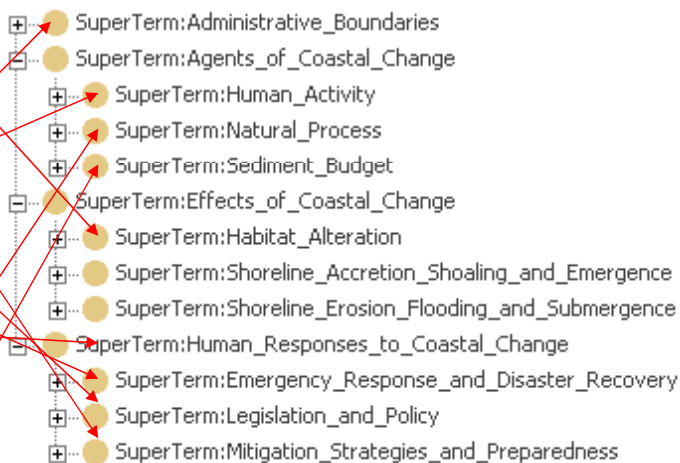 SuperTerm:Administrative_Boundaries
SuperTerm:Agents_of_Coastal_Change
SuperTerm:Human_Activity
SuperTerm:Natural_Process
SuperTerm:Sediment_Budget
SuperTerm:Effects_of_Coastal_Change
SuperTerm:Habitat_Alteration
SuperTerm:Shoreline_Accretion_Shoaling_and_Emergence
SuperTerm:Shoreline_Erosion_Flooding_and_Submergence
SuperTerm:Human_Responses_to_Coastal_Change
SuperTerm:Emergency_Response_and_Disaster_Recovery
SuperTerm:Legislation_and_Policy
SuperTerm:Mitigation_Strategies_and_Preparedness